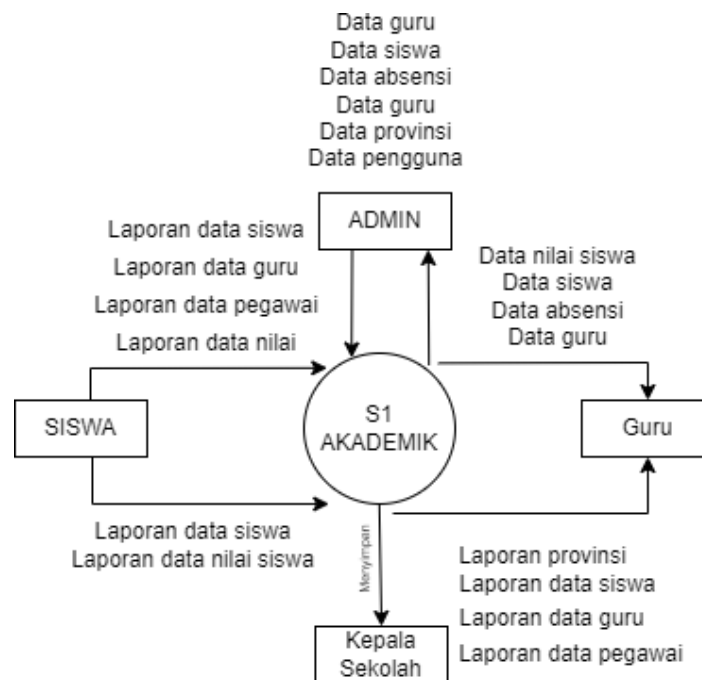 Data guru
Data siswa
Data absensi
Data guru
Data provinsi
Data pengguna
ADMIN
Laporan data siswa
Laporan data guru
Laporan data pegawai
Laporan data nilai
Data nilai siswa
Data siswa
Data absensi
Data guru
SISWA
S1
AKADEMIK
Guru
Laporan data siswa
Laporan data nilai siswa
Menyimpan
Laporan provinsi
Laporan data siswa
Laporan data guru
Laporan data pegawai
Kepala
Sekolah